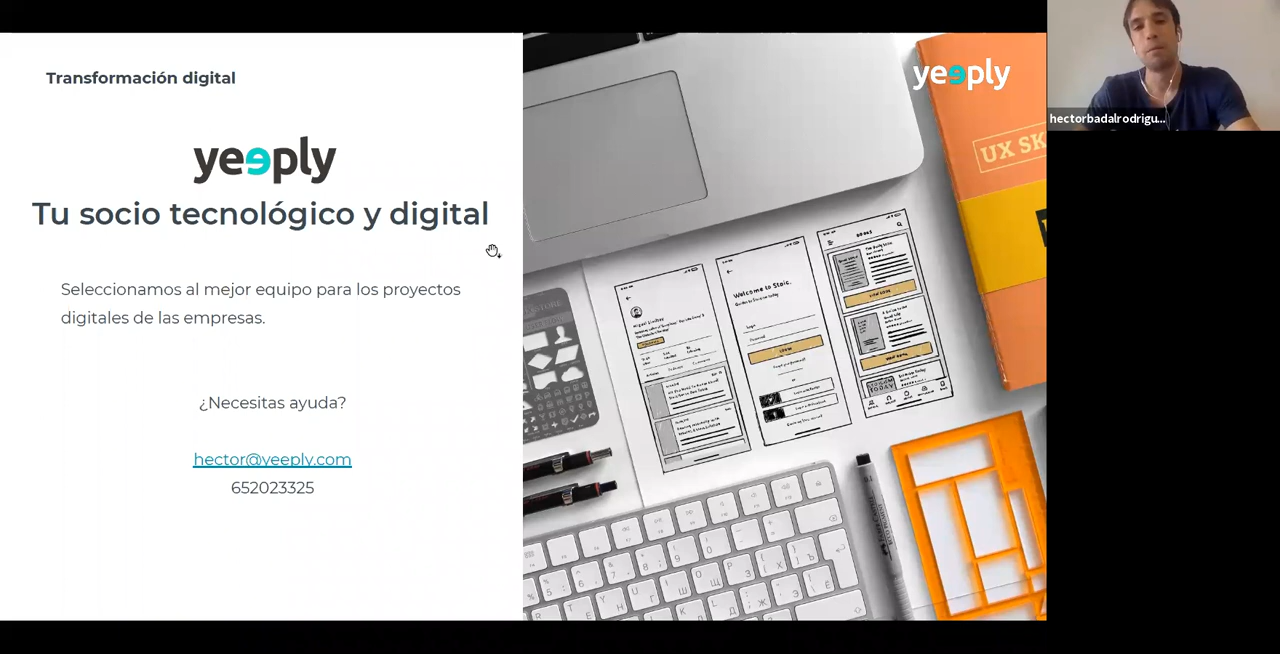 Transformación digital
yeeply
Tu socio tecnológico y digital
Seleccionamos al mejor equipo para los proyectos
digitales de las empresas.
¿Necesitas ayuda?
hector@yeeply.com
652023325
yeeply
UX SK
Welcome to Stoic.
hectorbadalrodrigu...